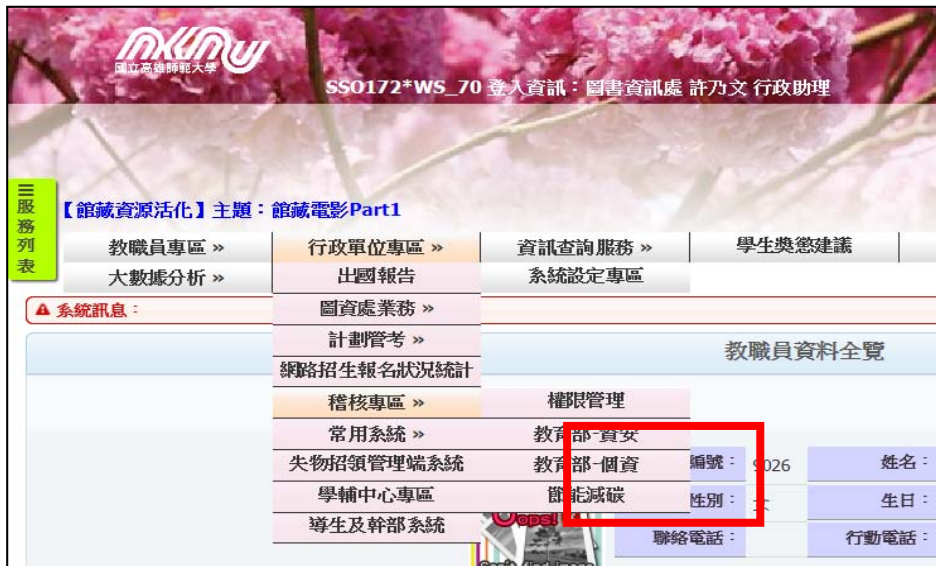 國立高雄師範大學
SSO172*WS_70 登入資訊：圖書資訊處 許乃文 行政助理
☰服務列表
【館藏資源活化】主題：館藏電影Part1
教職員專區 » 行政單位專區 » 資訊查詢服務 » 學生獎懲建議
大數據分析 » 出國報告 系統設定專區
系統訊息：
圖資處業務 »
計劃管考 »
教職員資料全覽
網路招生報名狀況統計
稽核專區 » 權限管理
常用系統 » 教育部-資安
失物招領管理端系統 教育部-個資 編號： 9026 姓名：
學輔中心專區 節能減碳 性別： 女 生日：
導生及幹部系統
Oops!
聯絡電話： 行動電話：